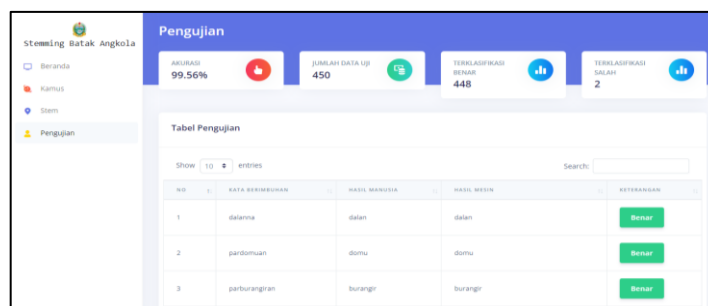 Stemming Batak Angkola
Beranda
Kamus
Stem
Pengujian
Pengujian
AKURASI
99.56%
JUMLAH DATA UJI
450
TERKLASIFIKASI
BENAR
448
TERKLASIFIKASI
SALAH
2
Tabel Pengujian
Show 10 entries
Search:
NO KATA BERIMBUHAN HASIL MANUSIA HASIL MESIN KETERANGAN
1 dalanna dalan dalan Benar
2 pardomuan domu domu Benar
3 parburangiran burangir burangir Benar